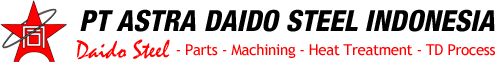 PT ASTRA DAIDO STEEL INDONESIA
Daido Steel - Parts - Machining - Heat Treatment - TD Process